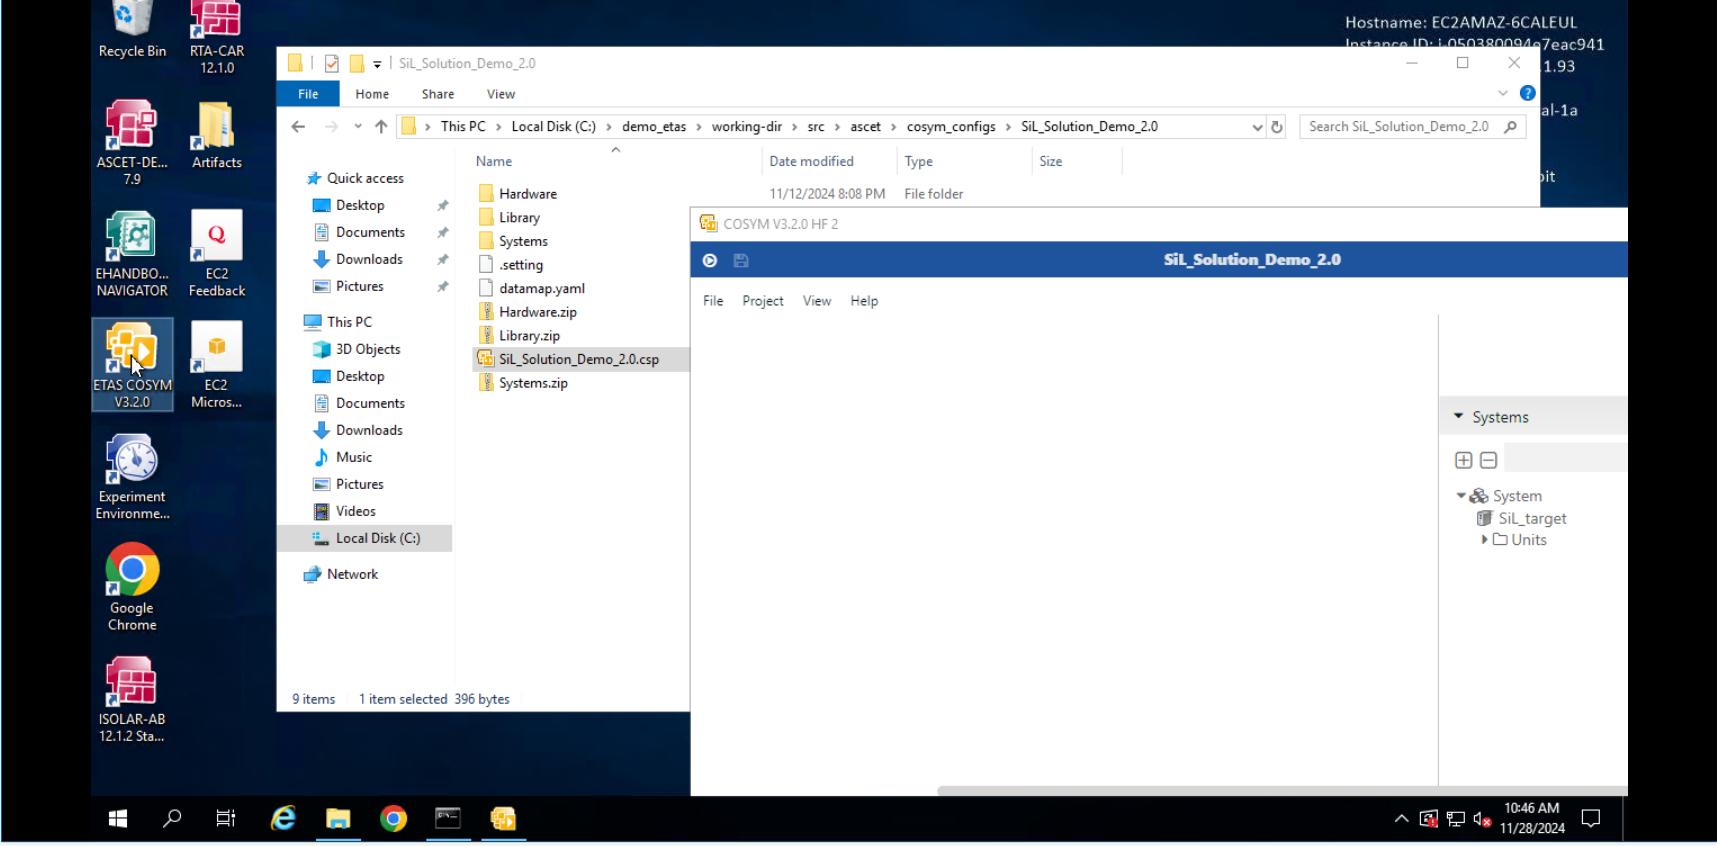 Recycle Bin
RTA-CAR
12.1.0
ASCET-DE...
7.9
Artifacts
EHANDBO...
NAVIGATOR
EC2
Feedback
ETAS COSYM
V3.2.0
EC2
Micros...
Experiment
Environme...
Google
Chrome
ISOLAR-AB
12.1.2 Sta...
Hostname: EC2AMAZ-6CALEUL
Instance ID: i-050380094e7eac941
1.93
al-1a
bit
SiL_Solution_Demo_2.0
File Home Share View
This PC > Local Disk (C:) > demo_etas > working-dir > src > ascet > cosym_configs > SiL_Solution_Demo_2.0
Search SiL_Solution_Demo_2.0
Name Date modified Type Size
Quick access
Desktop
Documents
Downloads
Pictures
This PC
3D Objects
Desktop
Documents
Downloads
Music
Pictures
Videos
Local Disk (C:)
Network
Hardware 11/12/2024 8:08 PM File folder
Library
Systems
.setting
datamap.yaml
Hardware.zip
Library.zip
SiL_Solution_Demo_2.0.csp
Systems.zip
9 items 1 item selected 396 bytes
COSYM V3.2.0 HF 2
SiL_Solution_Demo_2.0
File Project View Help
Systems
System
SiL_target
Units
10:46 AM
11/28/2024